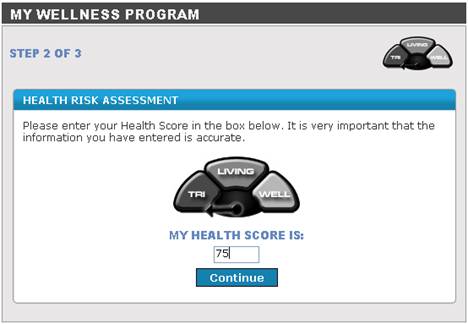 MY WELLNESS PROGRAM
STEP 2 OF 3
TRI LIVING WELL
HEALTH RISK ASSESSMENT
Please enter your Health Score in the box below. It is very important that the
information you have entered is accurate.
TRI LIVING WELL
MY HEALTH SCORE IS:
75
Continue